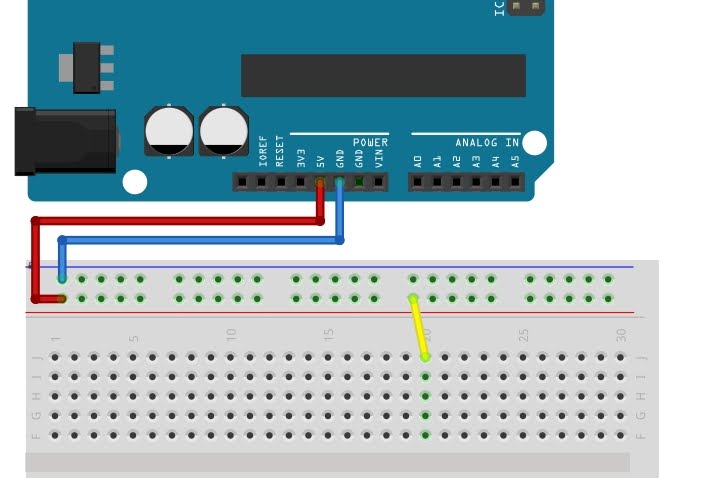 IC
POWER
ANALOG IN
IOREF
RESET
3V3
5V
GND
GND
VIN
A0
A1
A2
A3
A4
A5
1
5
10
15
20
25
30
J J
I I
H H
G G
F F